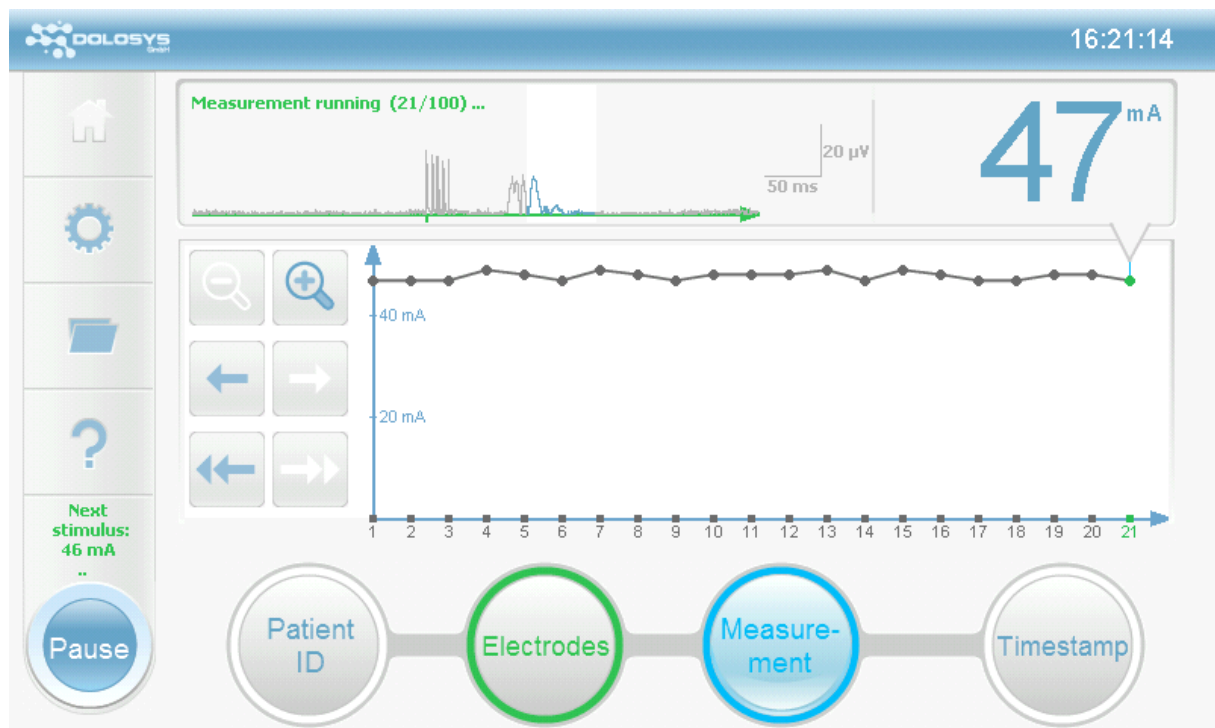 DOLOSYS
GmbH
16:21:14
Measurement running (21/100) ...
47 mA
20 µV
50 ms
40 mA
20 mA
1 2 3 4 5 6 7 8 9 10 11 12 13 14 15 16 17 18 19 20 21
?
Next
stimulus:
46 mA
..
Pause
Patient
ID
Electrodes
Measure-
ment
Timestamp